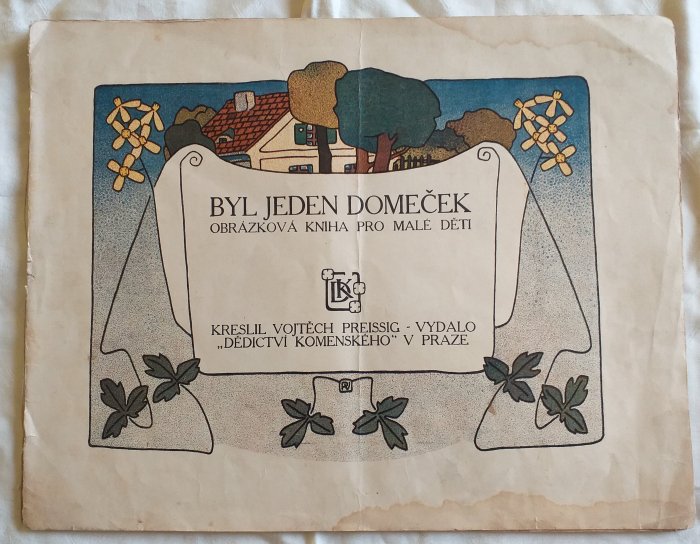 BYL JEDEN DOMEČEK
OBRÁZKOVÁ KNIHA PRO MALÉ DĚTI
KRESLIL VOJTĚCH PREISSIG - VYDALO
„DĚDICTVÍ KOMENSKÉHO" V PRAZE